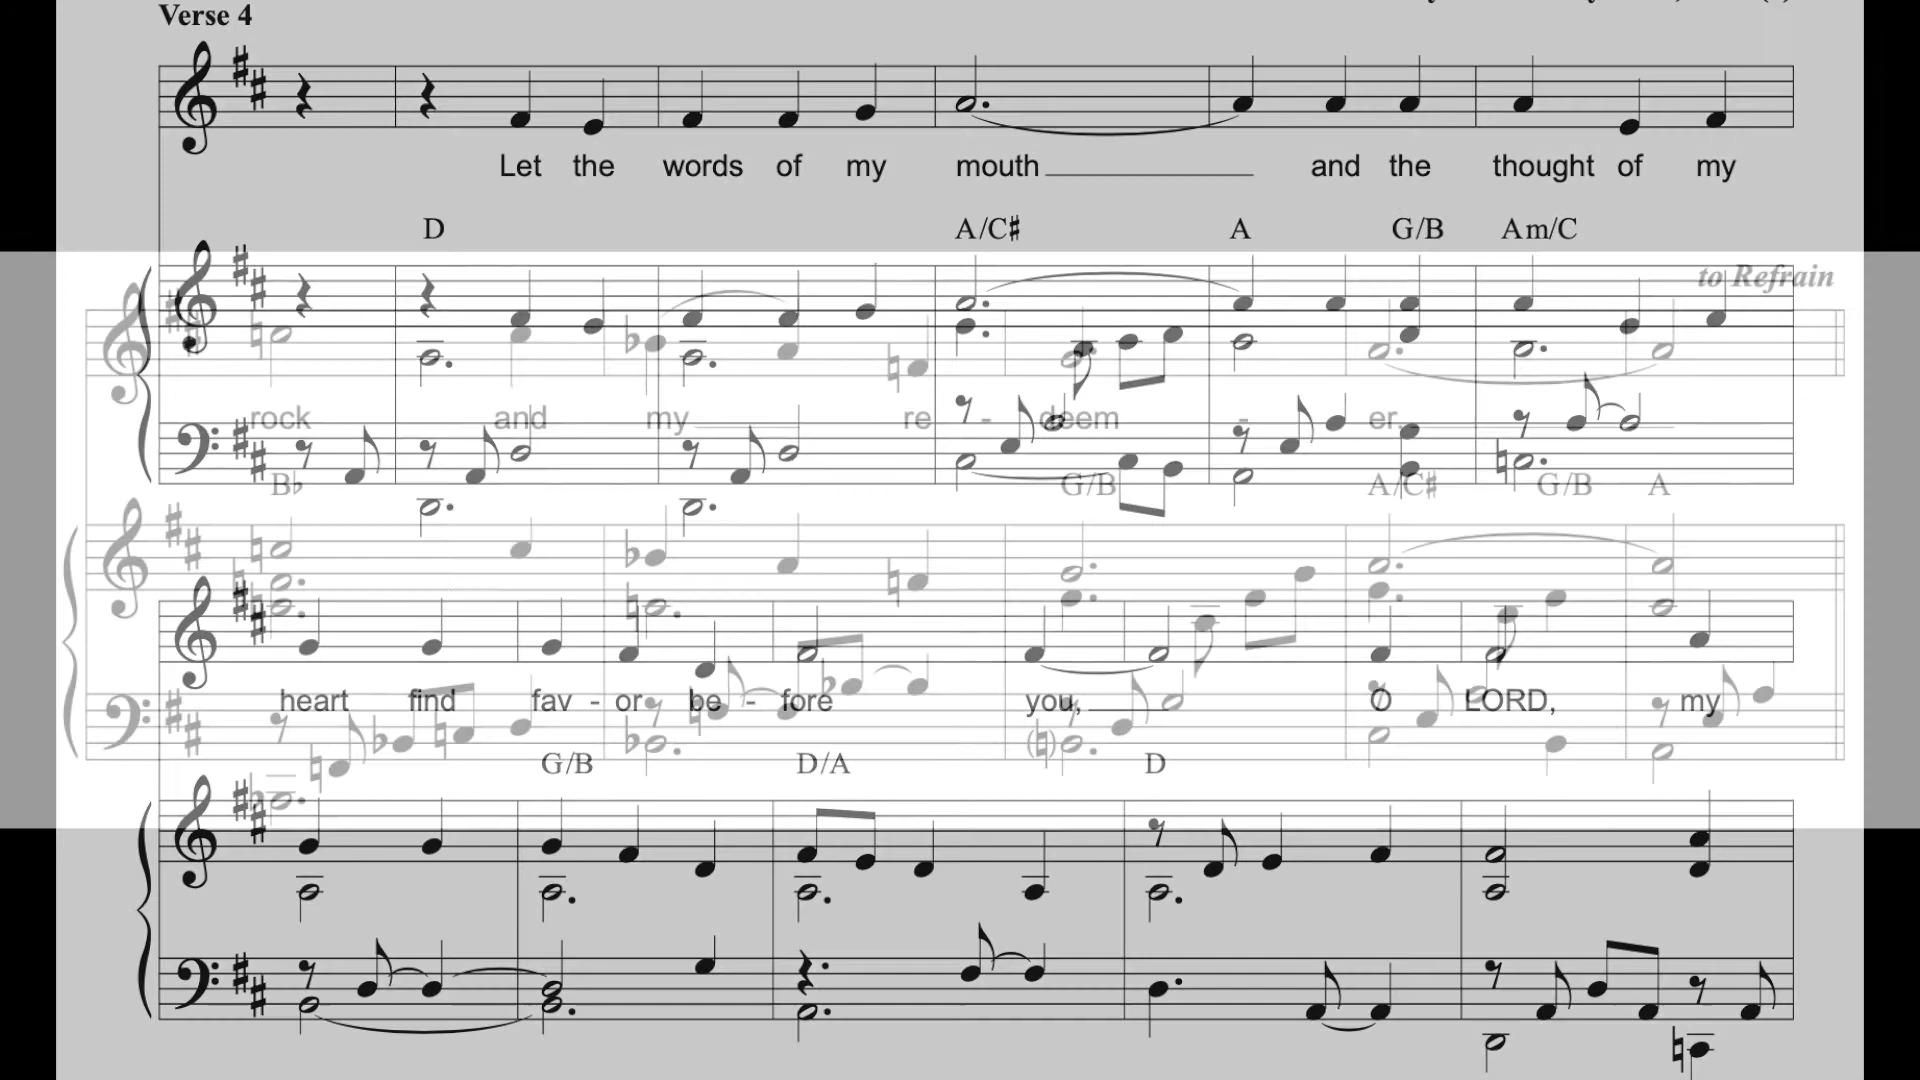 Verse 4
Let the words of my mouth and the thought of my
D A/C♯ A G/B Am/C
to Refrain
rock and my re - deem - er.
B♭ G/B A/C♯ G/B A
heart find fav - or be - fore you, O LORD, my
G/B D/A D